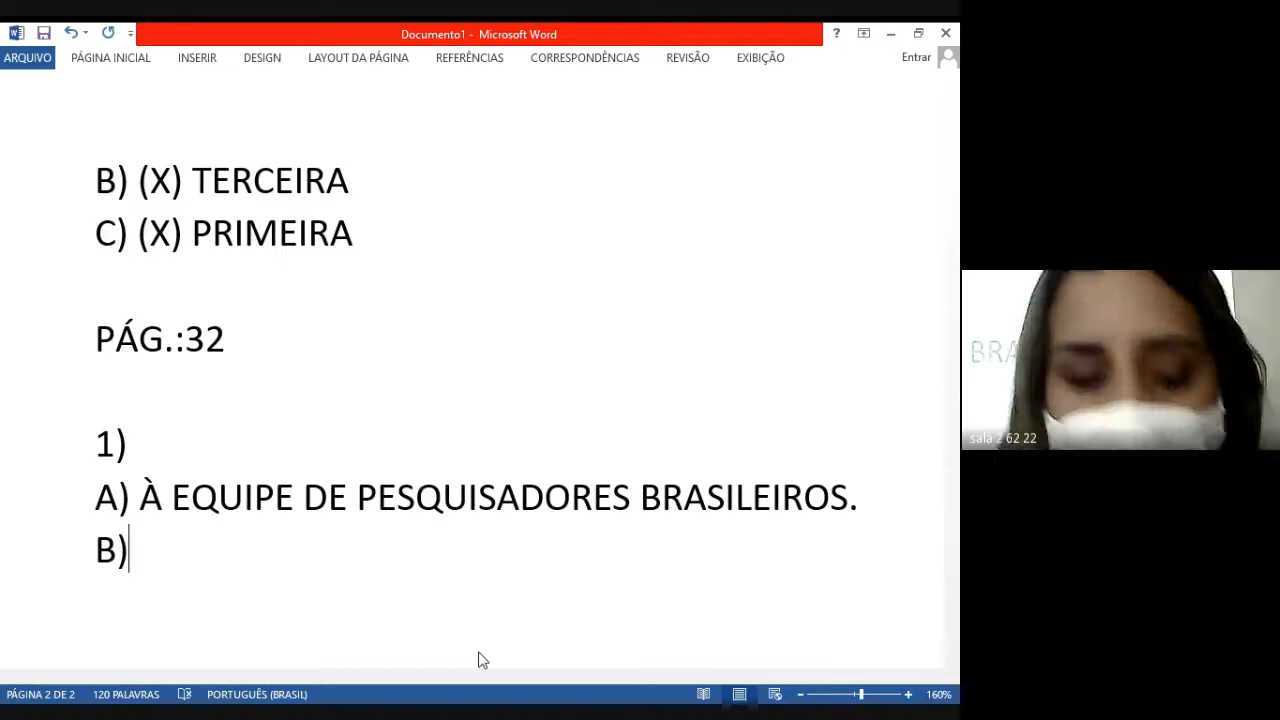 Documento1 - Microsoft Word
?
ARQUIVO PÁGINA INICIAL INSERIR DESIGN LAYOUT DA PÁGINA REFERÊNCIAS CORRESPONDÊNCIAS REVISÃO EXIBIÇÃO Entrar
B) (X) TERCEIRA
C) (X) PRIMEIRA
PÁG.:32
1)
A) À EQUIPE DE PESQUISADORES BRASILEIROS.
B)
BRA
sala 2 62 22
PÁGINA 2 DE 2 120 PALAVRAS PORTUGUÊS (BRASIL) 160%